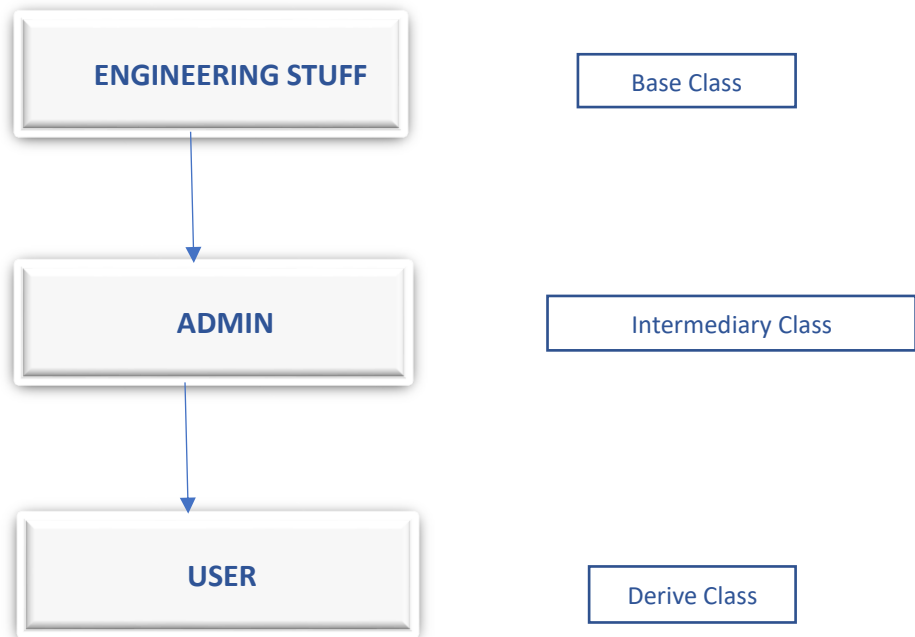 ENGINEERING STUFF
Base Class
ADMIN
Intermediary Class
USER
Derive Class